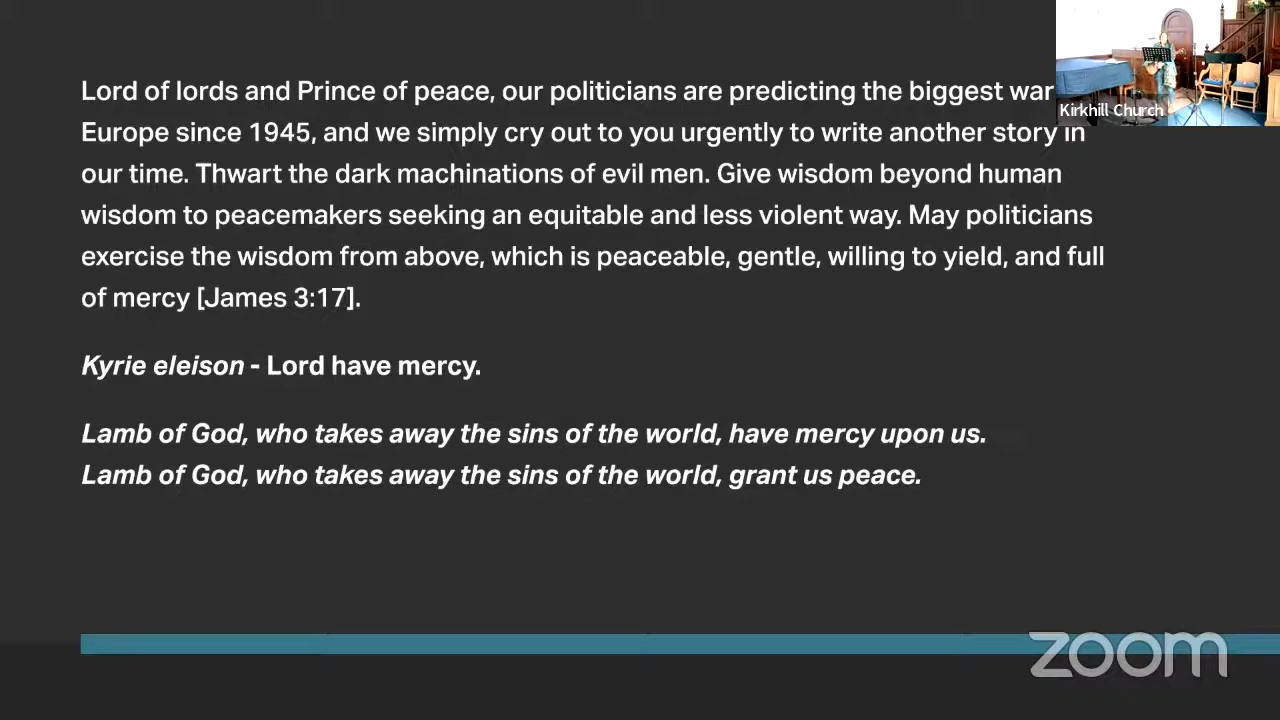 Lord of lords and Prince of peace, our politicians are predicting the biggest war
Kirkhill Church
Europe since 1945, and we simply cry out to you urgently to write another story in
our time. Thwart the dark machinations of evil men. Give wisdom beyond human
wisdom to peacemakers seeking an equitable and less violent way. May politicians
exercise the wisdom from above, which is peaceable, gentle, willing to yield, and full
of mercy [James 3:17].
Kyrie eleison - Lord have mercy.
Lamb of God, who takes away the sins of the world, have mercy upon us.
Lamb of God, who takes away the sins of the world, grant us peace.
zoom